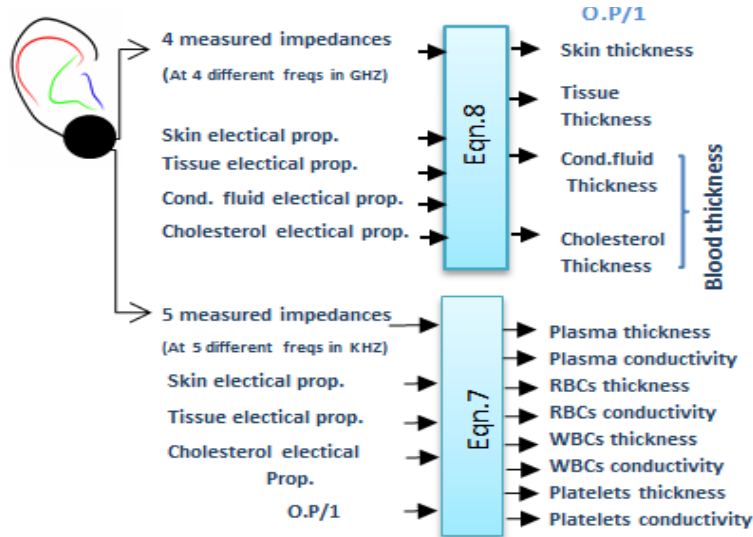 O.P/1
4 measured impedances
(At 4 different freqs in GHZ)
Skin electical prop.
Tissue electical prop.
Cond. fluid electical prop.
Cholesterol electical prop.
Eqn.8
Skin thickness
Tissue
Thickness
Cond.fluid
Thickness
Cholesterol
Thickness
Blood thickness
5 measured impedances
(At 5 different freqs in KHZ)
Skin electical prop.
Tissue electical prop.
Cholesterol electical
Prop.
O.P/1
Eqn.7
Plasma thickness
Plasma conductivity
RBCs thickness
RBCs conductivity
WBCs thickness
WBCs conductivity
Platelets thickness
Platelets conductivity